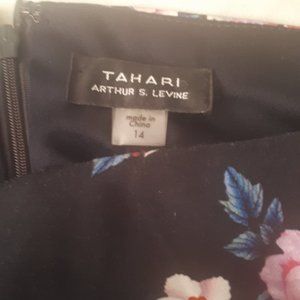 TAHARI
ARTHUR S. LEVINE
made in
China
14